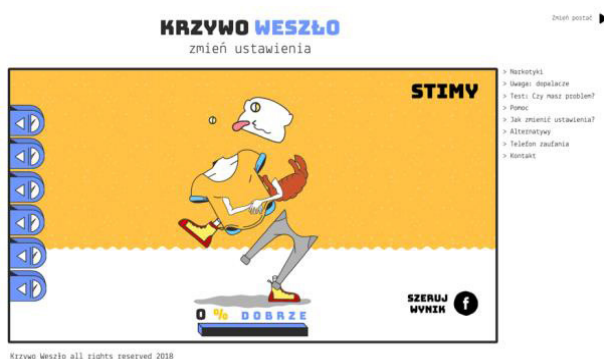 KRZYWO WESZŁO
zmień ustawienia
Zmień postać
STIMY
> Narkotyki
> Uwaga: dopalacze
> Test: Czy masz problem?
> Pomoc
> Jak zmienić ustawienia?
> Alternatywy
> Telefon zaufania
> Kontakt
SZERUJ
WYNIK
f
0 % DOBRZE
Krzywo Weszło all rights reserved 2018